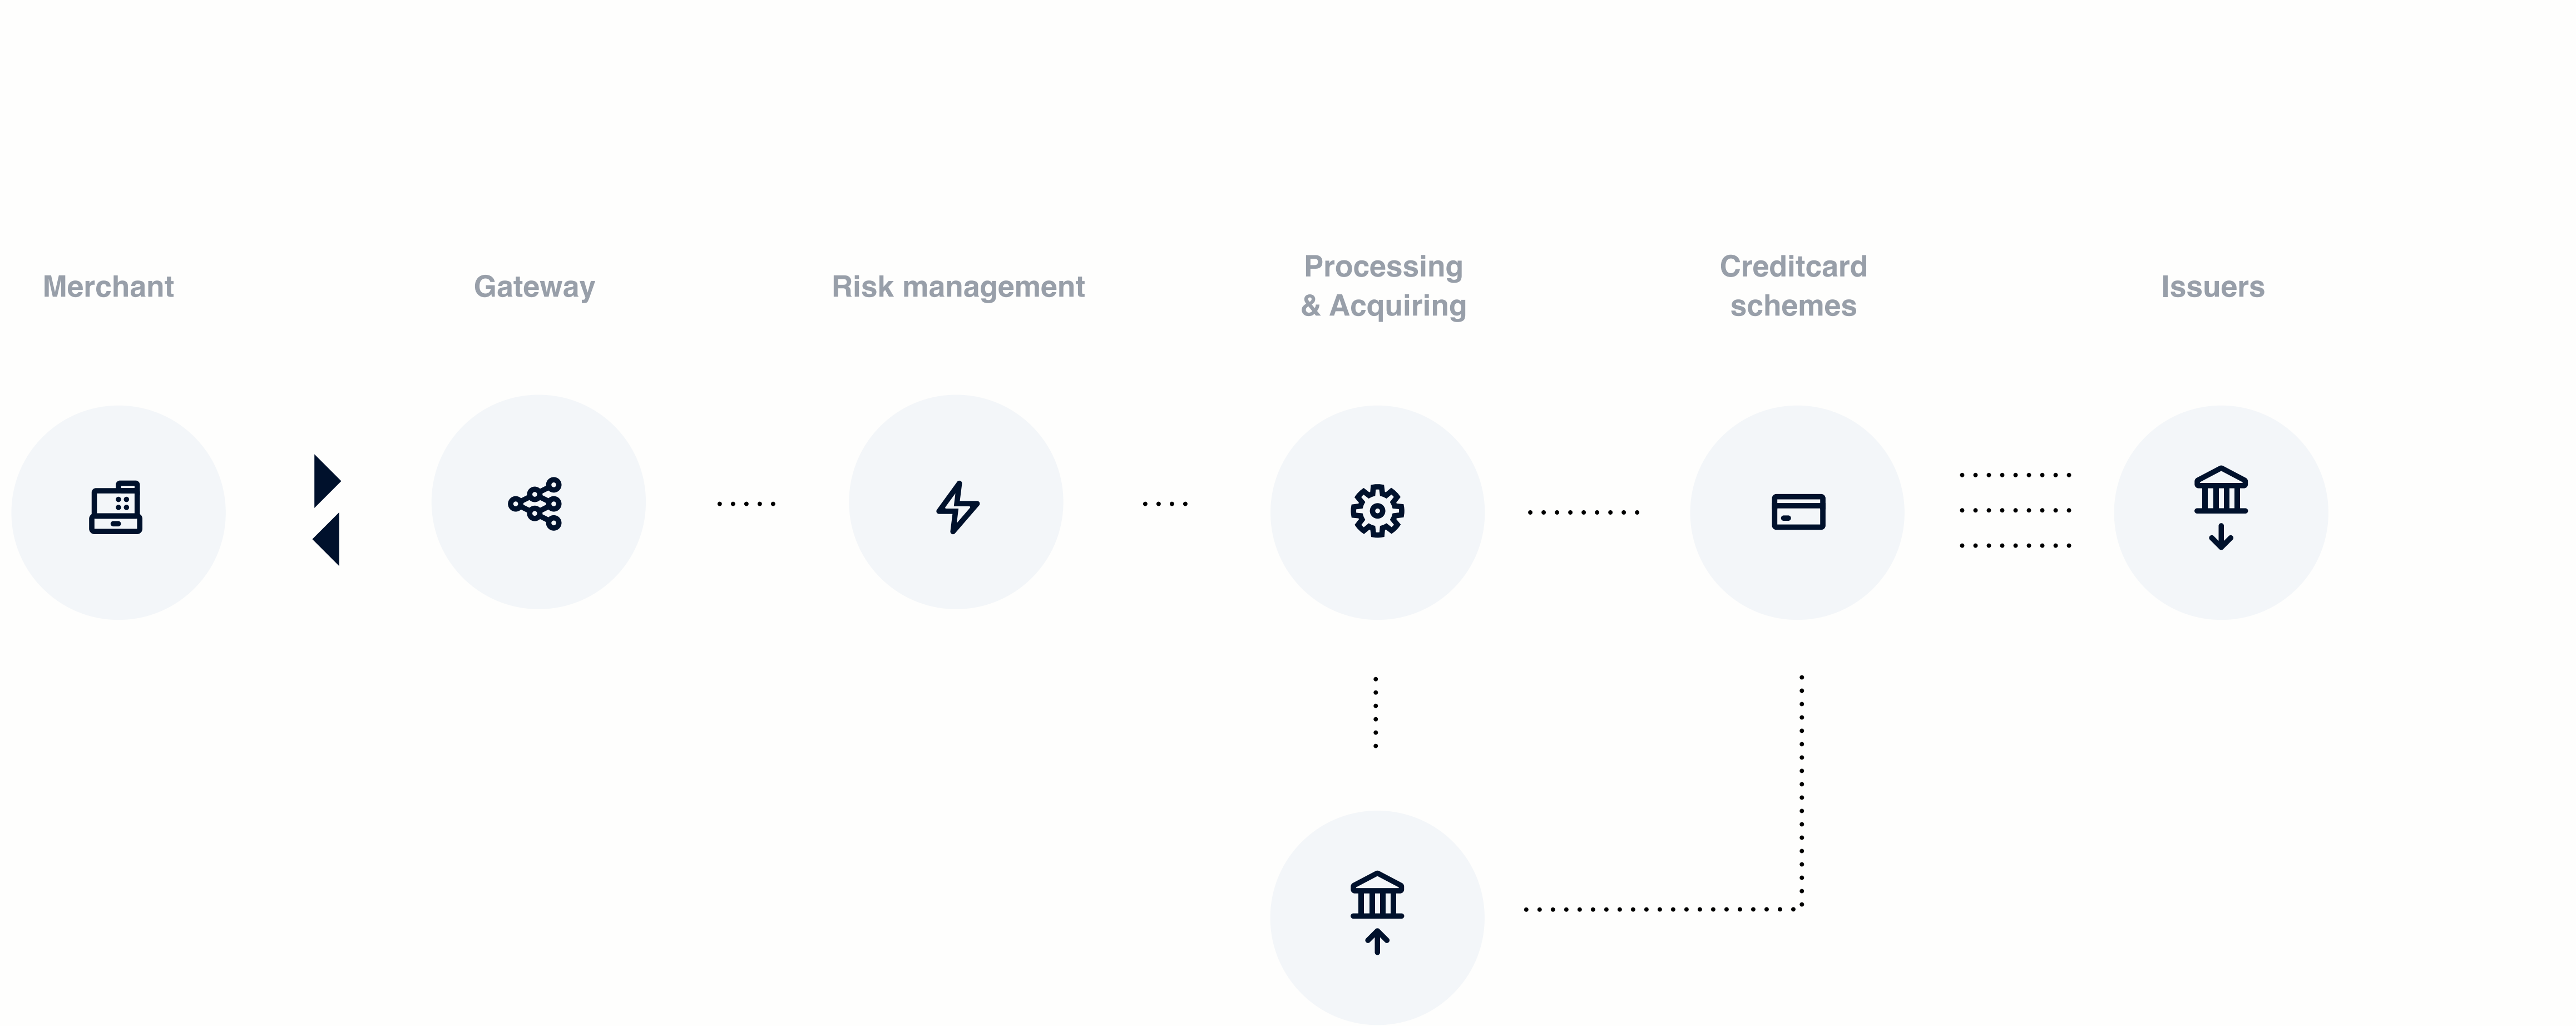 Merchant
Gateway
Risk management
Processing
& Acquiring
Creditcard
schemes
Issuers